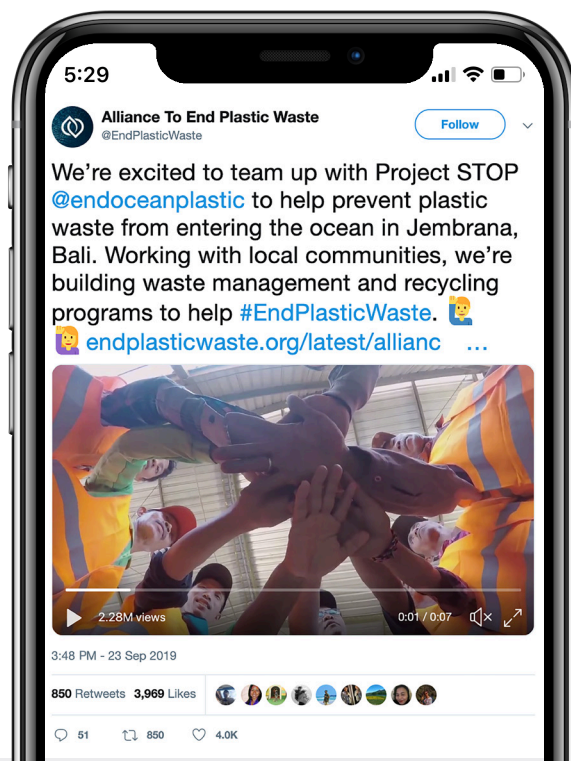 5:29
Alliance To End Plastic Waste
@EndPlasticWaste
Follow
We're excited to team up with Project STOP
@endoceanplastic to help prevent plastic
waste from entering the ocean in Jembrana,
Bali. Working with local communities, we're
building waste management and recycling
programs to help #EndPlasticWaste. 🙋‍♂️
🙋‍♀️ endplasticwaste.org/latest/allianc ...
2.28M views
0:01 / 0:07
3:48 PM - 23 Sep 2019
850 Retweets 3,969 Likes
51 850 4.0K